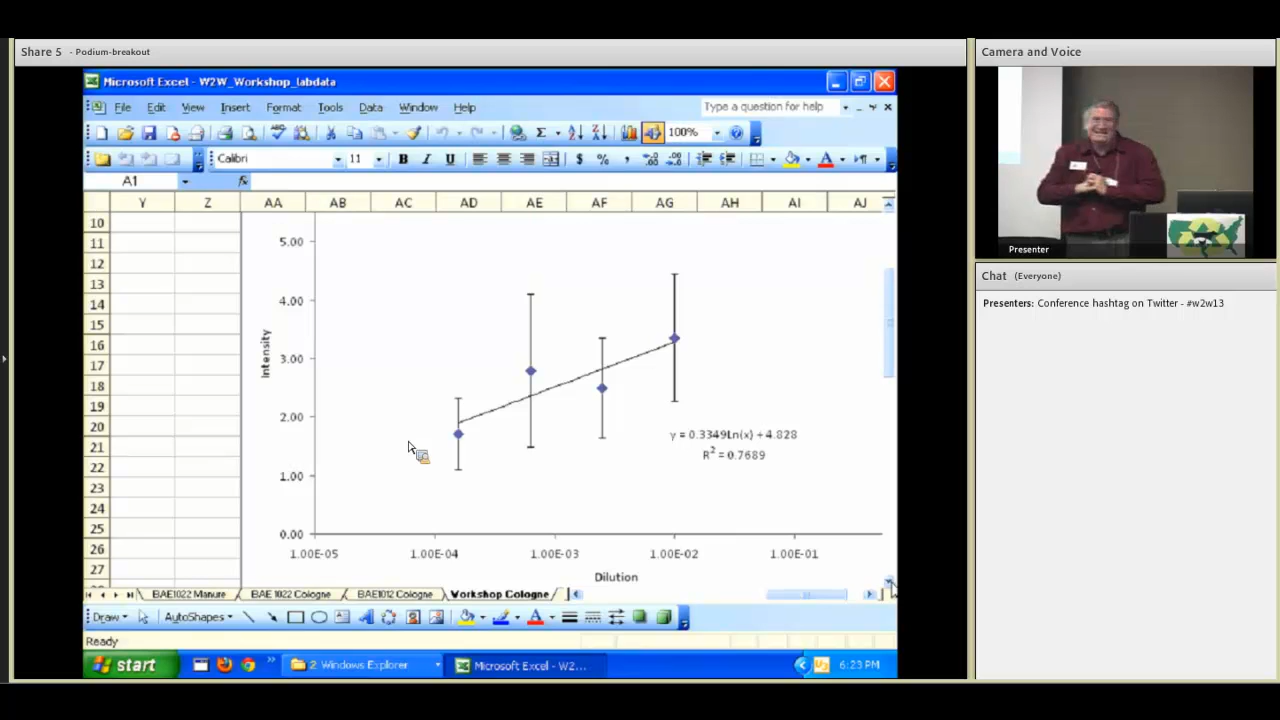 Share 5 - Podium-breakout
Microsoft Excel - W2W_Workshop_labdata
File Edit View Insert Format Tools Data Window Help
Type a question for help
100%
Calibri 11 B I U $ % , A
A1 fx
Y Z AA AB AC AD AE AF AG AH AI AJ
10
11
12
13
14
15
16
17
18
19
20
21
22
23
24
25
26
27
Intensity
5.00
4.00
3.00
2.00
1.00
0.00
y = 0.3349Ln(x) + 4.828
R² = 0.7689
1.00E-05 1.00E-04 1.00E-03 1.00E-02 1.00E-01
Dilution
BAE1022 Manure BAE 1022 Cologne BAE1012 Cologne Workshop Cologne
Draw AutoShapes
Ready
start 2 Windows Explorer Microsoft Excel - W2... 6:23 PM
Camera and Voice
Presenter
Chat (Everyone)
Presenters: Conference hashtag on Twitter - #w2w13